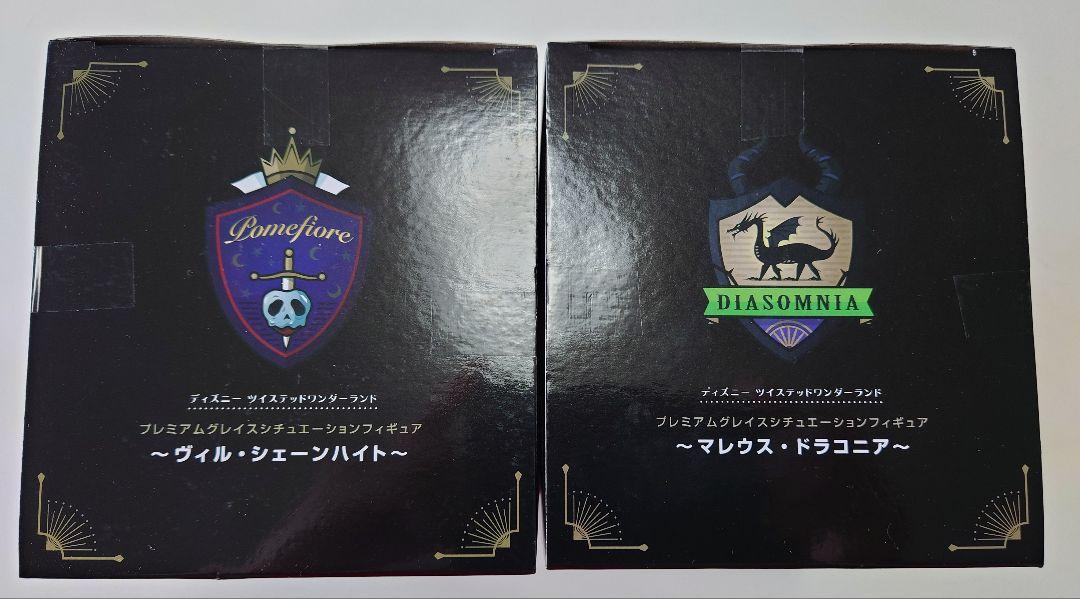 Pomefiore
ディズニー ツイステッドワンダーランド
プレミアムグレイスシチュエーションフィギュア
～ヴィル・シェーンハイト～
DIASOMNIA
ディズニー ツイステッドワンダーランド
プレミアムグレイスシチュエーションフィギュア
～マレウス・ドラコニア～